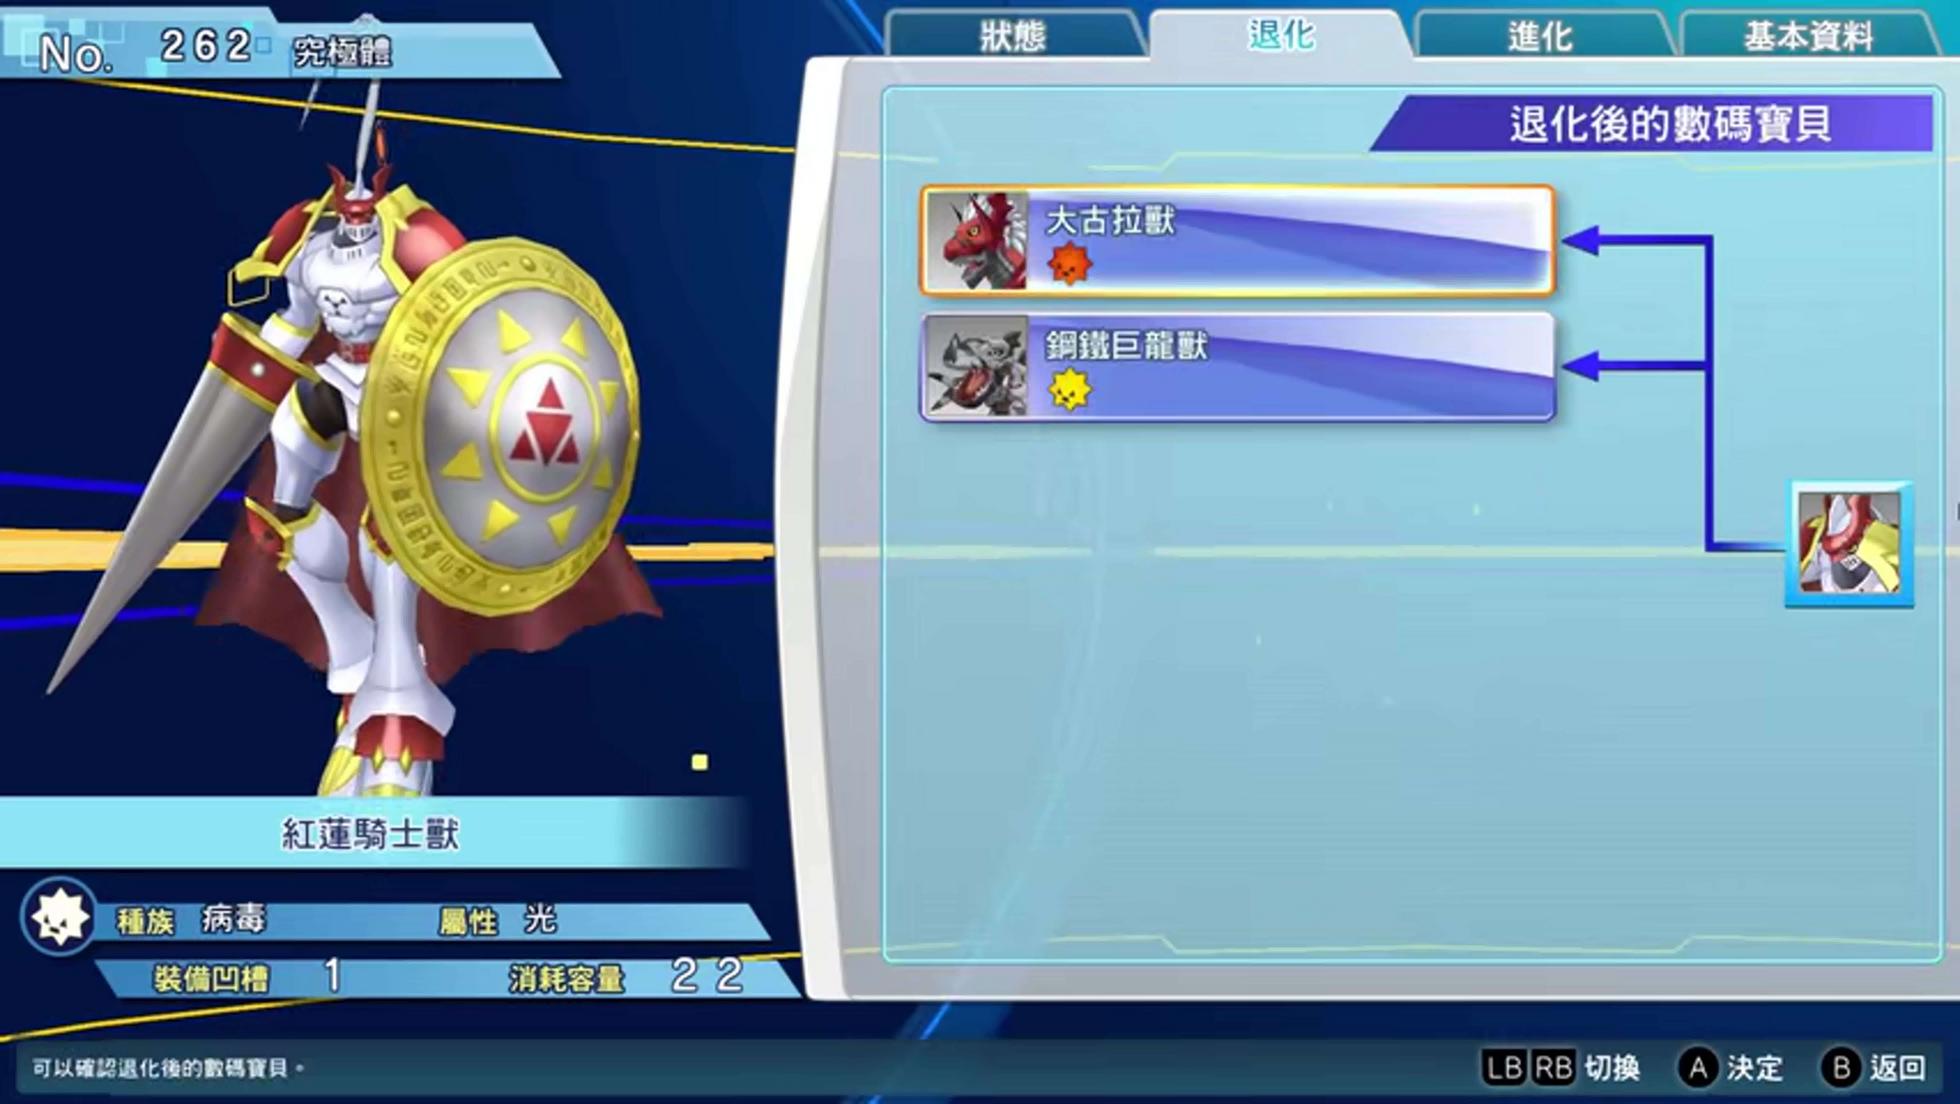 No. 262 究極體
狀態 退化 進化 基本資料
退化後的數碼寶貝
大古拉獸
鋼鐵巨龍獸
紅蓮騎士獸
種族 病毒 屬性 光
裝備凹槽 1 消耗容量 22
可以確認退化後的數碼寶貝。
LB RB 切換 A 決定 B 返回